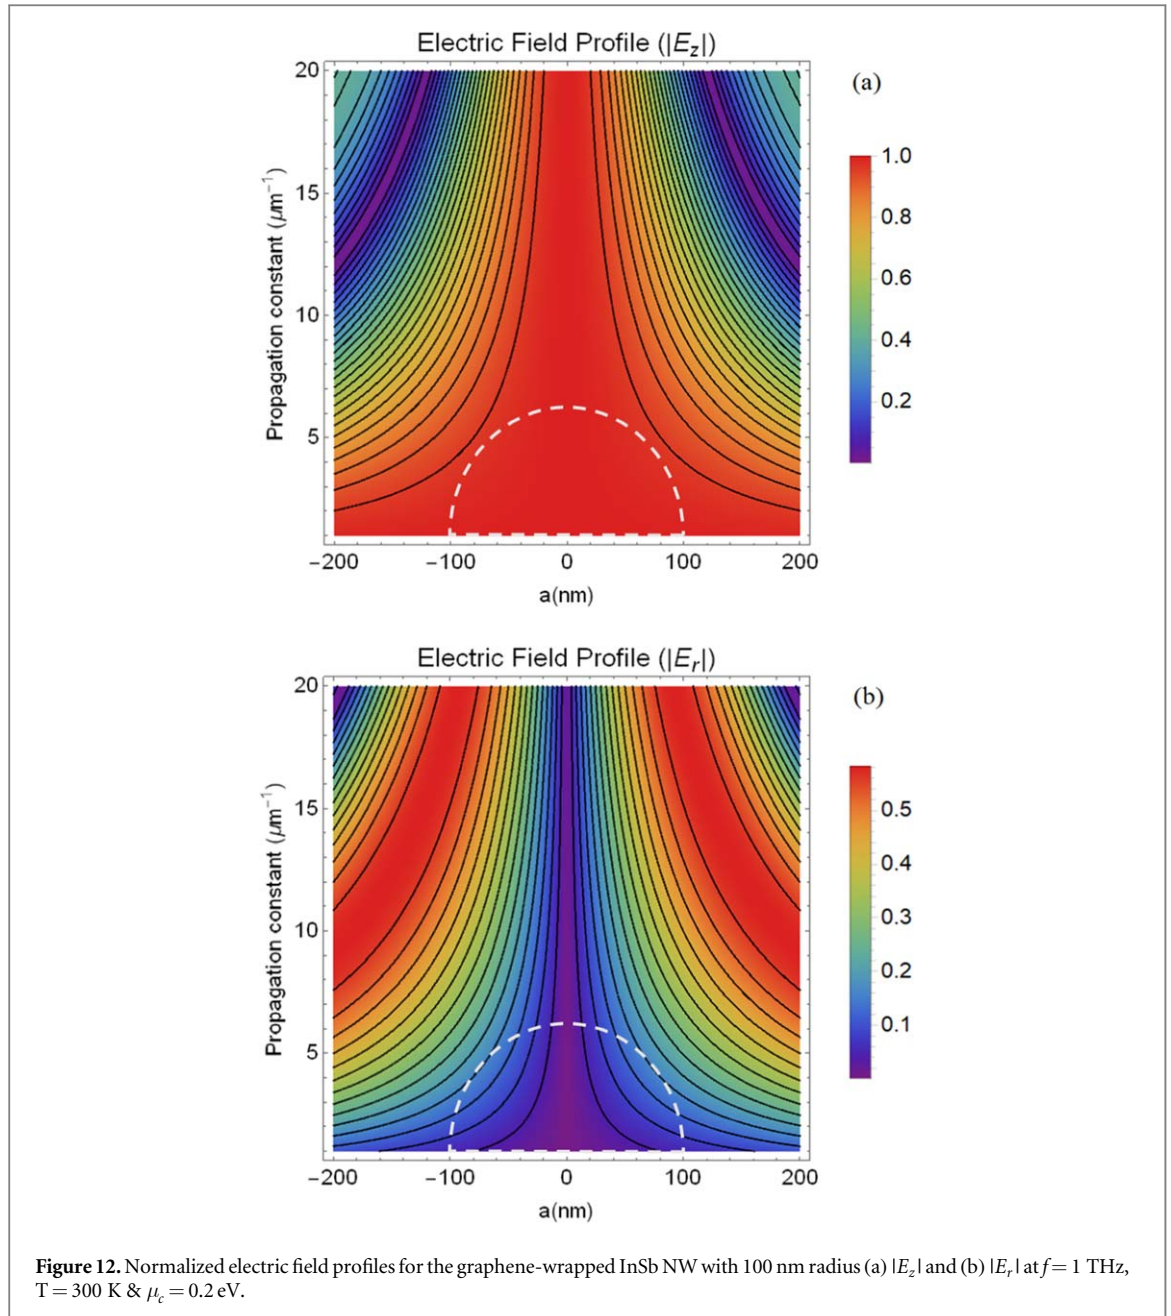 Electric Field Profile (|E_z|)
(a)
Propagation constant (μm⁻¹)
20
15
10
5
−200 −100 0 100 200
a(nm)
1.0
0.8
0.6
0.4
0.2
Electric Field Profile (|E_r|)
(b)
Propagation constant (μm⁻¹)
20
15
10
5
−200 −100 0 100 200
a(nm)
0.5
0.4
0.3
0.2
0.1
Figure 12. Normalized electric field profiles for the graphene-wrapped InSb NW with 100 nm radius (a) |E_z| and (b) |E_r| at f = 1 THz,
T = 300 K & μ_c = 0.2 eV.